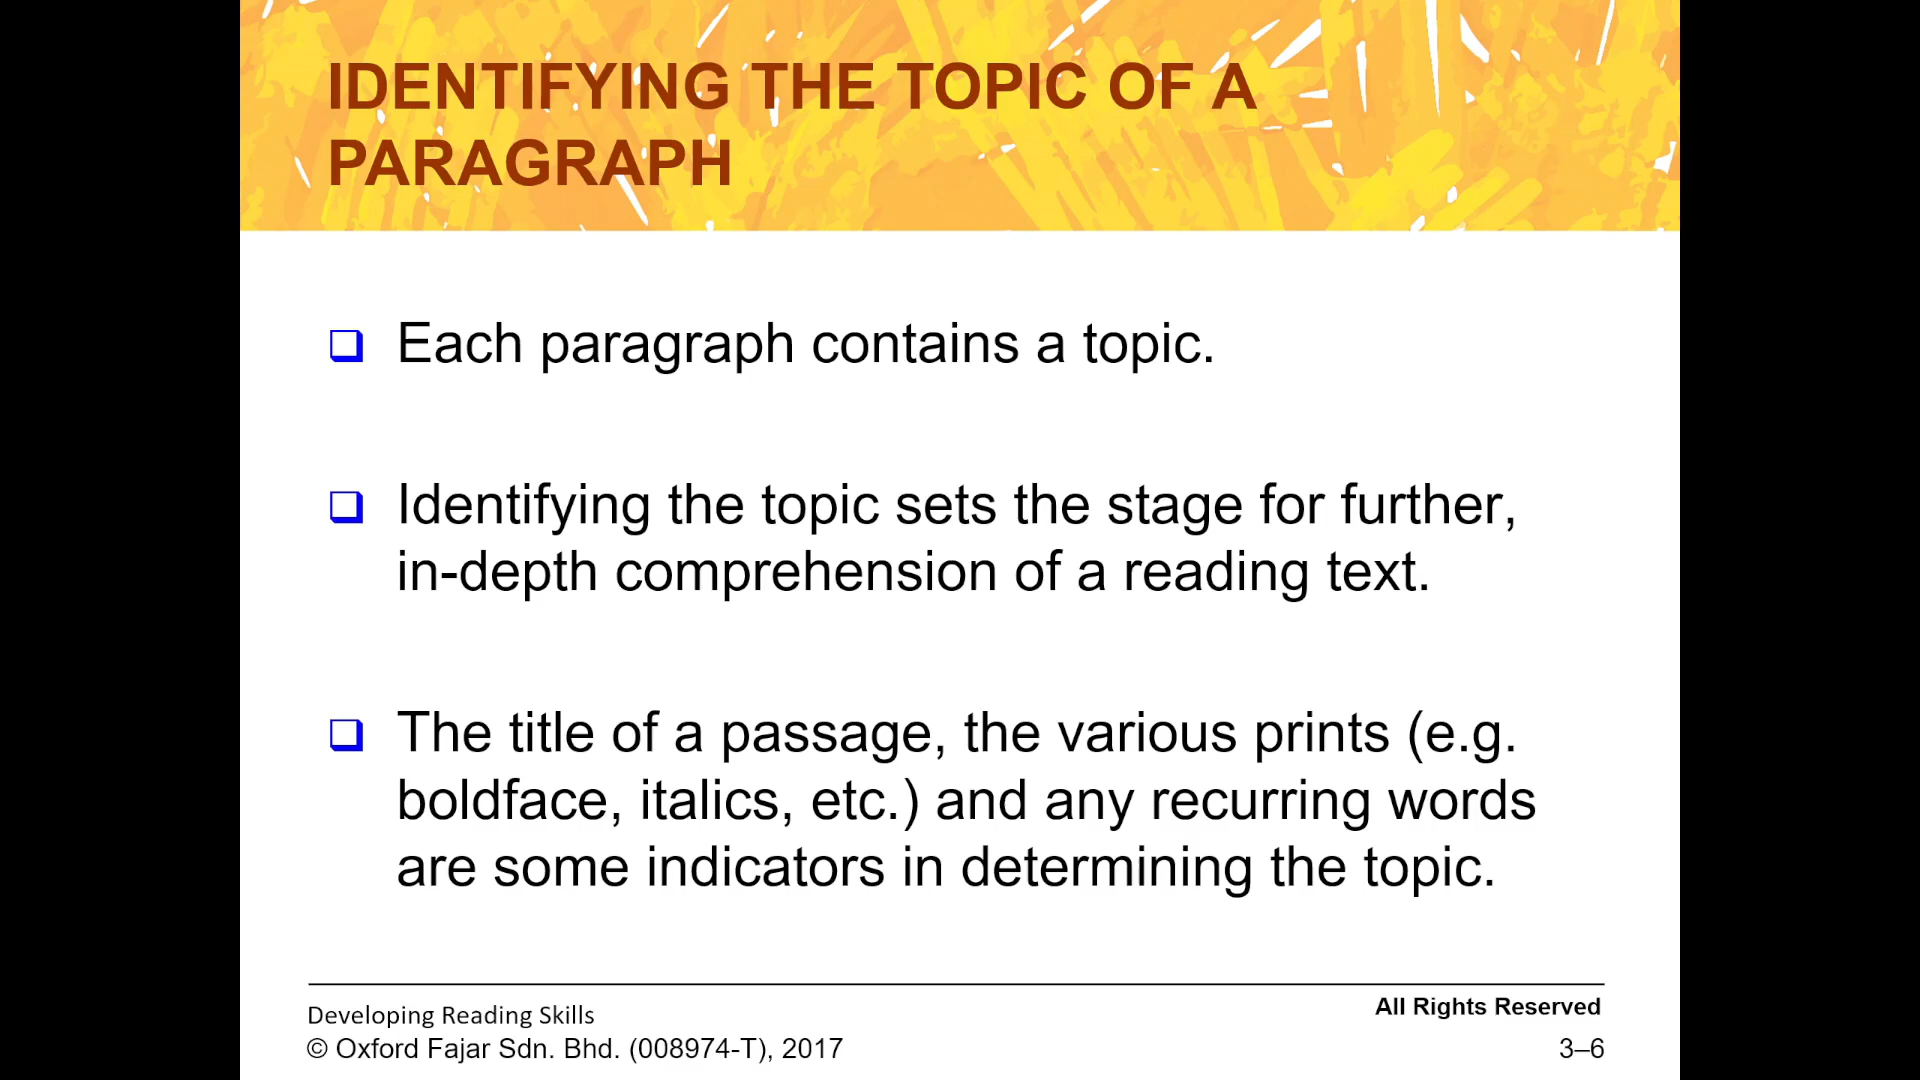 IDENTIFYING THE TOPIC OF A
PARAGRAPH
Each paragraph contains a topic.
Identifying the topic sets the stage for further,
in-depth comprehension of a reading text.
The title of a passage, the various prints (e.g.
boldface, italics, etc.) and any recurring words
are some indicators in determining the topic.
Developing Reading Skills
All Rights Reserved
© Oxford Fajar Sdn. Bhd. (008974-T), 2017
3–6